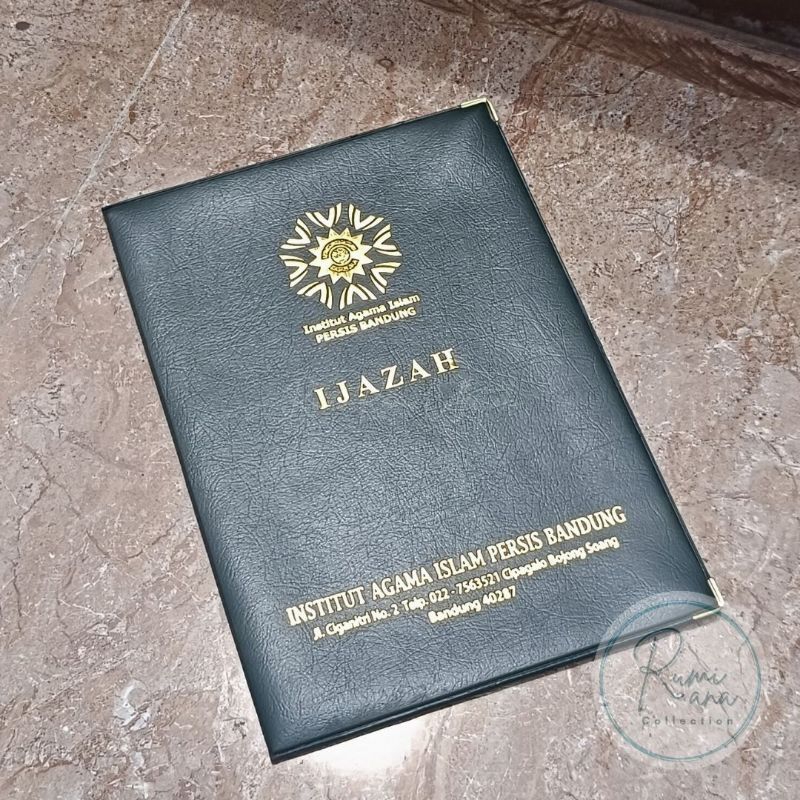 Institut Agama Islam
PERSIS BANDUNG
IJAZAH
INSTITUT AGAMA ISLAM PERSIS BANDUNG
Jl. Ciganitri No. 2 Telp. 022 - 7563521 Cipagalo Bojong Soang
Bandung 40287
Rumi
ana
Collection